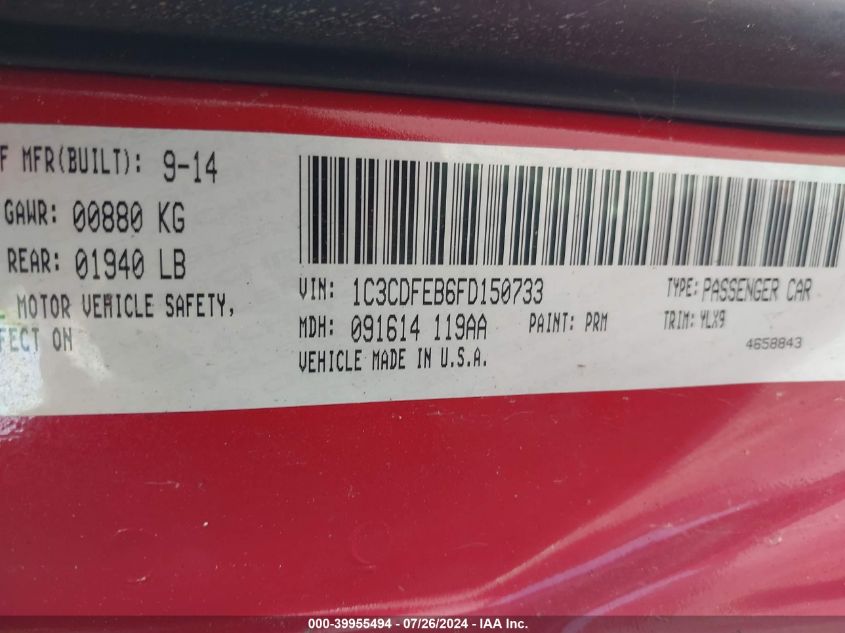 F MFR(BUILT): 9-14
GAWR: 00880 KG
REAR: 01940 LB
MOTOR VEHICLE SAFETY,
FECT ON
VIN: 1C3CDFEB6FD150733 TYPE: PASSENGER CAR
MDH: 091614 119AA PAINT: PRM TRIM: YLX9
VEHICLE MADE IN U.S.A. 4658843
000-39955494 - 07/26/2024 - IAA Inc.